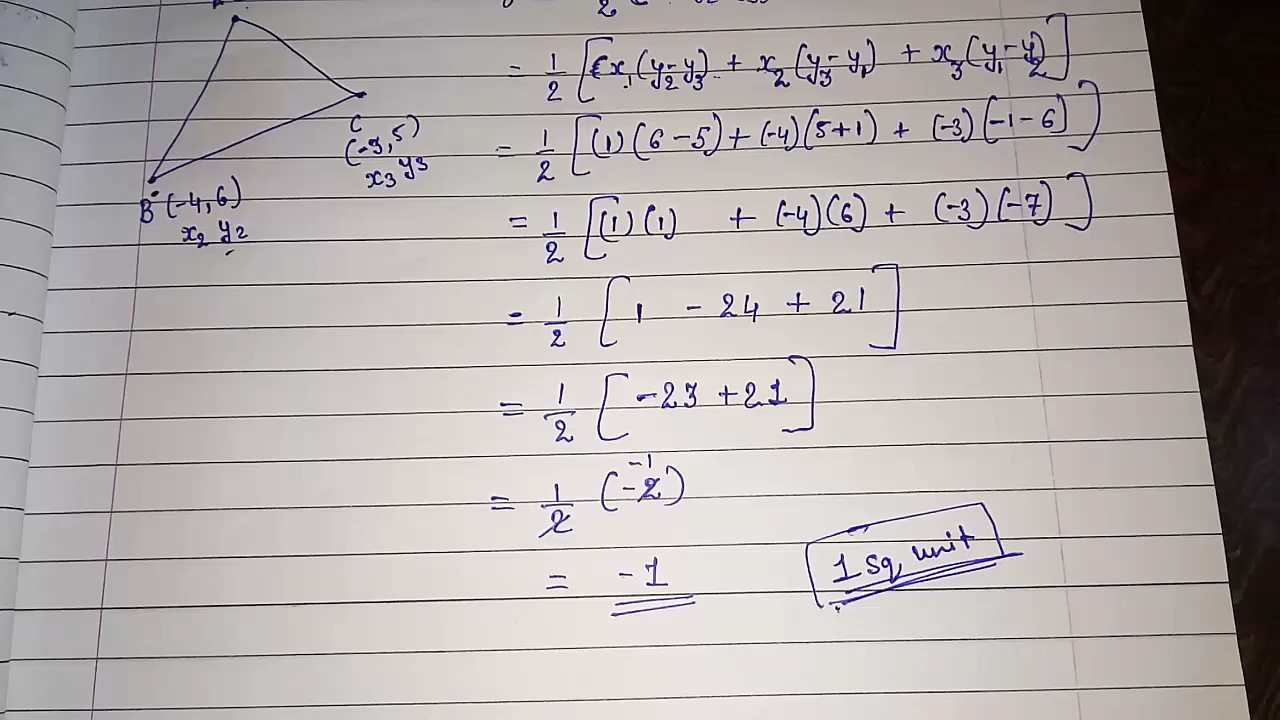 = 1/2 [x₁(y₂-y₃) + x₂(y₃-y₁) + x₃(y₁-y₂)]
C
(-3,5)
x₃ y₃
= 1/2 [(1)(6-5) + (-4)(5+1) + (-3)(-1-6)]
B (-4,6)
x₂ y₂
= 1/2 [(1)(1) + (-4)(6) + (-3)(-7)]
= 1/2 [1 - 24 + 21]
= 1/2 [-23 + 21]
-1
= 1/2 (-2)
= -1
1 sq unit